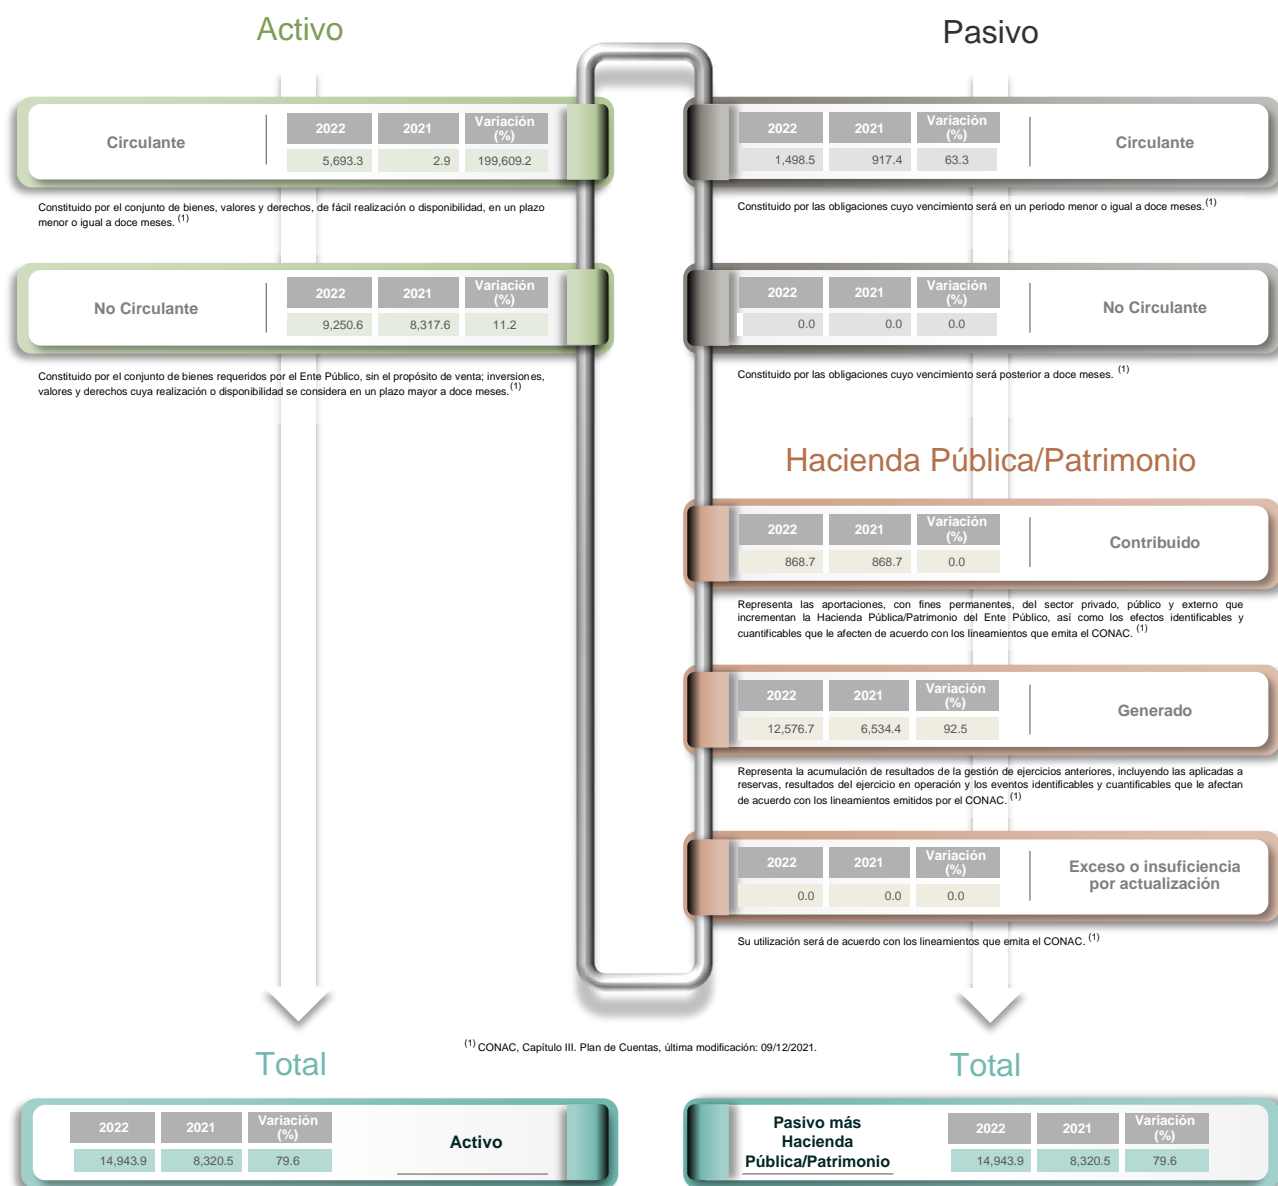 Activo
Circulante
2022 2021 Variación (%)
5,693.3 2.9 199,609.2
Constituido por el conjunto de bienes, valores y derechos, de fácil realización o disponibilidad, en un plazo
menor o igual a doce meses. (1)
No Circulante
2022 2021 Variación (%)
9,250.6 8,317.6 11.2
Constituido por el conjunto de bienes requeridos por el Ente Público, sin el propósito de venta; inversiones,
valores y derechos cuya realización o disponibilidad se considera en un plazo mayor a doce meses. (1)
Pasivo
2022 2021 Variación (%)
1,498.5 917.4 63.3
Circulante
Constituido por las obligaciones cuyo vencimiento será en un periodo menor o igual a doce meses. (1)
2022 2021 Variación (%)
0.0 0.0 0.0
No Circulante
Constituido por las obligaciones cuyo vencimiento será posterior a doce meses. (1)
Hacienda Pública/Patrimonio
2022 2021 Variación (%)
868.7 868.7 0.0
Contribuido
Representa las aportaciones, con fines permanentes, del sector privado, público y externo que
incrementan la Hacienda Pública/Patrimonio del Ente Público, así como los efectos identificables y
cuantificables que le afecten de acuerdo con los lineamientos que emita el CONAC. (1)
2022 2021 Variación (%)
12,576.7 6,534.4 92.5
Generado
Representa la acumulación de resultados de la gestión de ejercicios anteriores, incluyendo las aplicadas a
reservas, resultados del ejercicio en operación y los eventos identificables y cuantificables que le afectan
de acuerdo con los lineamientos emitidos por el CONAC. (1)
2022 2021 Variación (%)
0.0 0.0 0.0
Exceso o insuficiencia
por actualización
Su utilización será de acuerdo con los lineamientos que emita el CONAC. (1)
(1) CONAC, Capítulo III. Plan de Cuentas, última modificación: 09/12/2021.
Total
2022 2021 Variación (%)
14,943.9 8,320.5 79.6
Activo
Total
Pasivo más
Hacienda
Pública/Patrimonio
2022 2021 Variación (%)
14,943.9 8,320.5 79.6